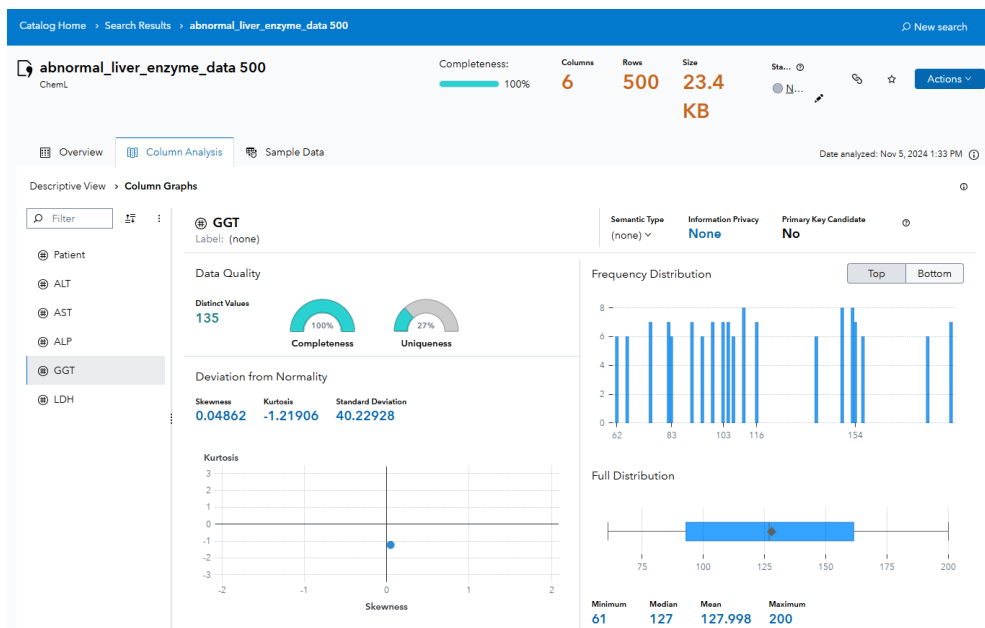 Catalog Home > Search Results > abnormal_liver_enzyme_data 500
New search
abnormal_liver_enzyme_data 500
ChemL
Completeness:
100%
Columns
6
Rows
500
Size
23.4
KB
Sta...
N...
Actions
Overview
Column Analysis
Sample Data
Date analyzed: Nov 5, 2024 1:33 PM
Descriptive View > Column Graphs
Filter
Patient
ALT
AST
ALP
GGT
LDH
GGT
Label: (none)
Semantic Type
(none)
Information Privacy
None
Primary Key Candidate
No
Data Quality
Distinct Values
135
100%
Completeness
27%
Uniqueness
Deviation from Normality
Skewness
0.04862
Kurtosis
-1.21906
Standard Deviation
40.22928
Kurtosis
3
2
1
0
-1
-2
-3
-2 -1 0 1 2
Skewness
Frequency Distribution
Top
Bottom
8
6
4
2
0
62 83 103 116 154
Full Distribution
75 100 125 150 175 200
Minimum
61
Median
127
Mean
127.998
Maximum
200